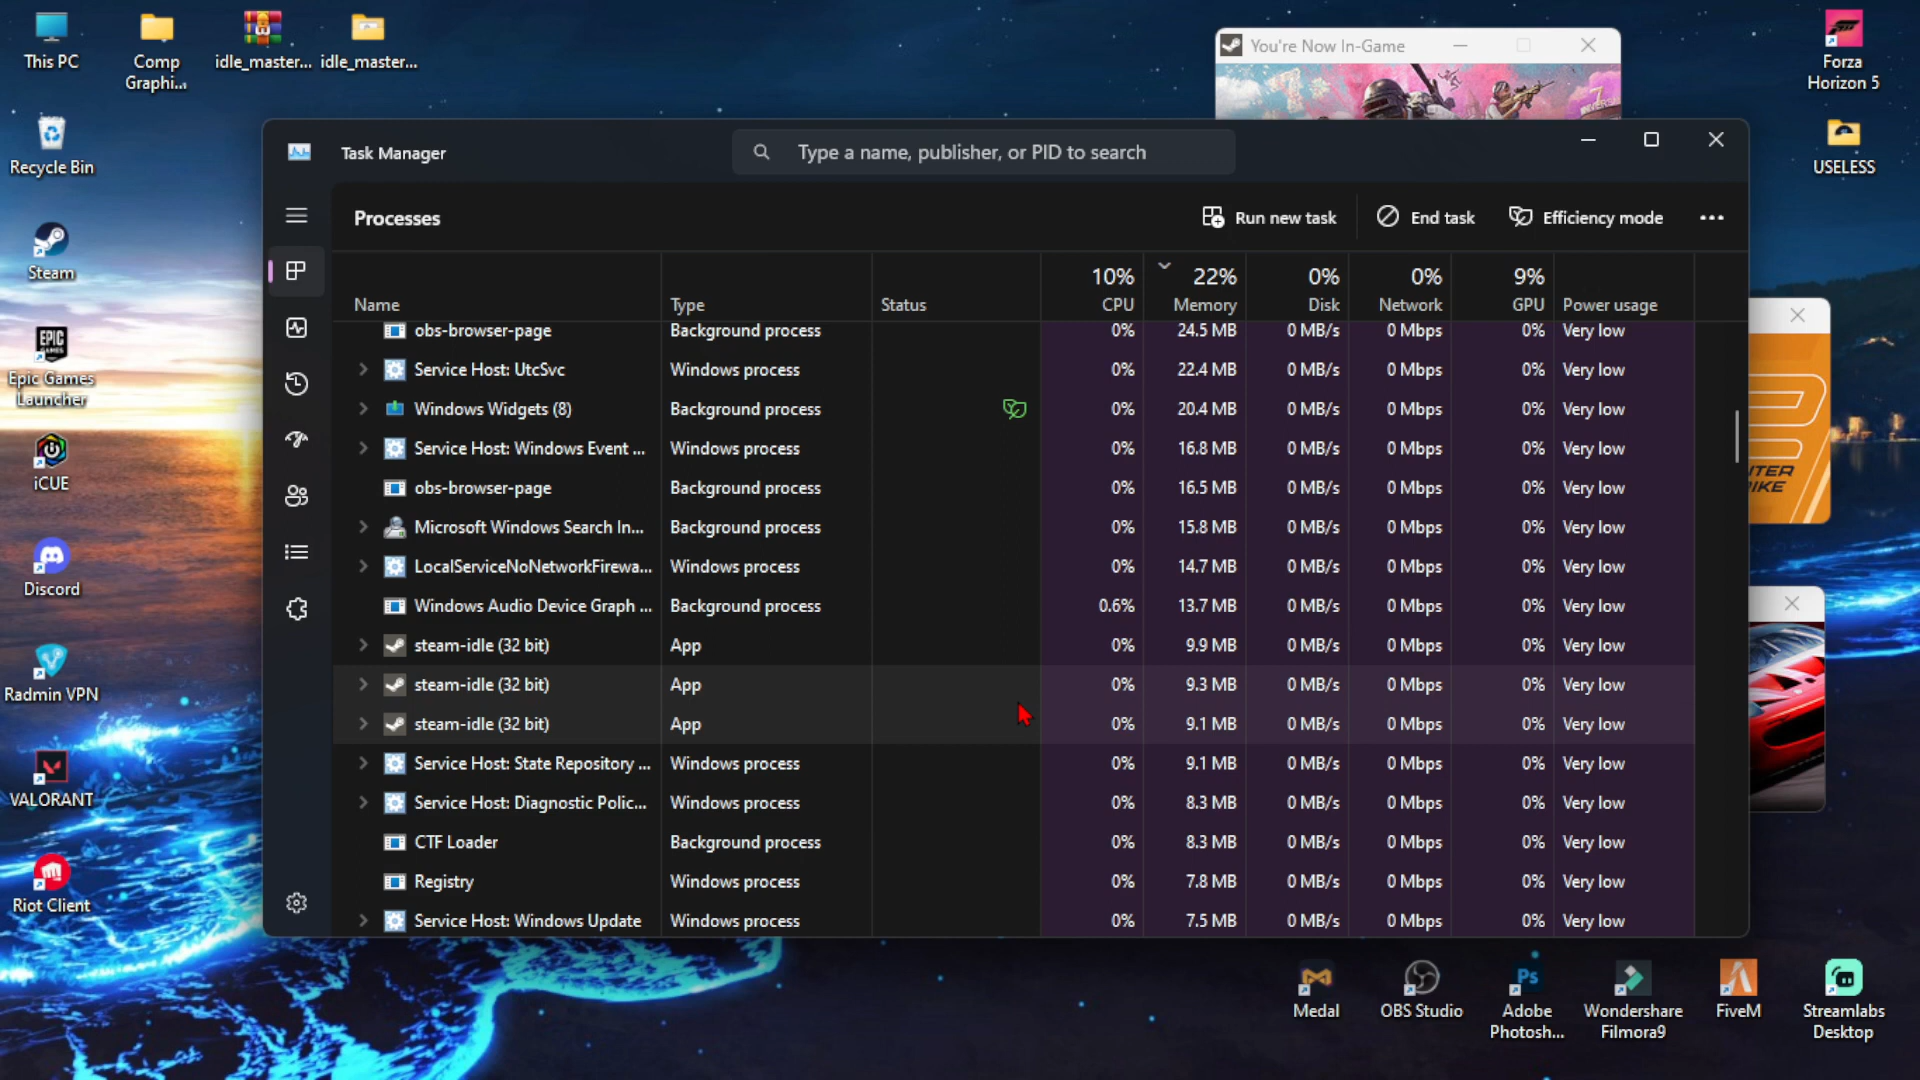 This PC
Comp
Graphi...
idle_master...
idle_master...
You're Now In-Game
Forza
Horizon 5
Recycle Bin
USELESS
Steam
EPIC
GAMES
Epic Games
Launcher
iCUE
Discord
Radmin VPN
VALORANT
Riot Client
Task Manager
Type a name, publisher, or PID to search
Processes
Run new task
End task
Efficiency mode
Name
Type
Status
10%
CPU
22%
Memory
0%
Disk
0%
Network
9%
GPU
Power usage
obs-browser-page Background process 0% 24.5 MB 0 MB/s 0 Mbps 0% Very low
Service Host: UtcSvc Windows process 0% 22.4 MB 0 MB/s 0 Mbps 0% Very low
Windows Widgets (8) Background process 0% 20.4 MB 0 MB/s 0 Mbps 0% Very low
Service Host: Windows Event ... Windows process 0% 16.8 MB 0 MB/s 0 Mbps 0% Very low
obs-browser-page Background process 0% 16.5 MB 0 MB/s 0 Mbps 0% Very low
Microsoft Windows Search In... Background process 0% 15.8 MB 0 MB/s 0 Mbps 0% Very low
LocalServiceNoNetworkFirewa... Windows process 0% 14.7 MB 0 MB/s 0 Mbps 0% Very low
Windows Audio Device Graph ... Background process 0.6% 13.7 MB 0 MB/s 0 Mbps 0% Very low
steam-idle (32 bit) App 0% 9.9 MB 0 MB/s 0 Mbps 0% Very low
steam-idle (32 bit) App 0% 9.3 MB 0 MB/s 0 Mbps 0% Very low
steam-idle (32 bit) App 0% 9.1 MB 0 MB/s 0 Mbps 0% Very low
Service Host: State Repository ... Windows process 0% 9.1 MB 0 MB/s 0 Mbps 0% Very low
Service Host: Diagnostic Polic... Windows process 0% 8.3 MB 0 MB/s 0 Mbps 0% Very low
CTF Loader Background process 0% 8.3 MB 0 MB/s 0 Mbps 0% Very low
Registry Windows process 0% 7.8 MB 0 MB/s 0 Mbps 0% Very low
Service Host: Windows Update Windows process 0% 7.5 MB 0 MB/s 0 Mbps 0% Very low
NTER
IKE
Medal
OBS Studio
Ps
Adobe
Photosh...
Wondershare
Filmora9
FiveM
Streamlabs
Desktop